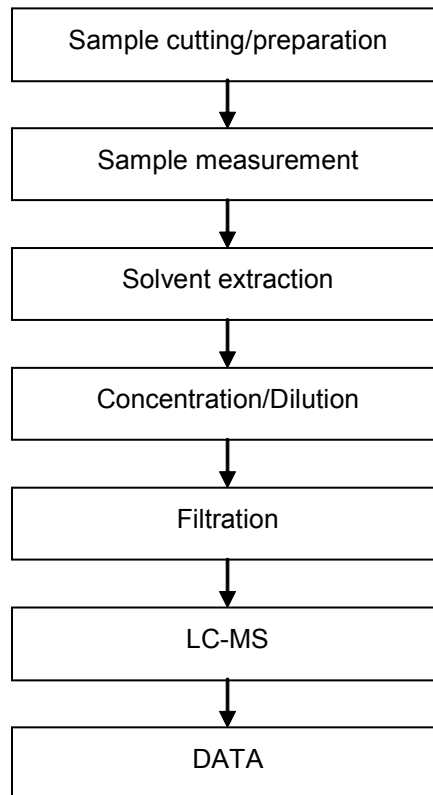 Sample cutting/preparation
Sample measurement
Solvent extraction
Concentration/Dilution
Filtration
LC-MS
DATA